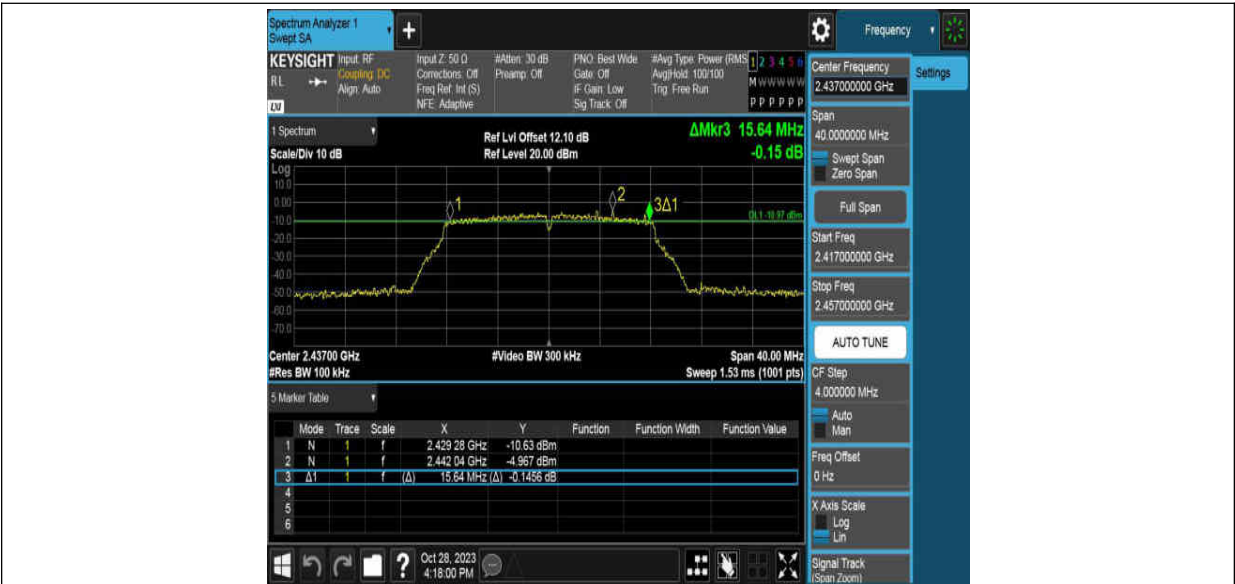 Spectrum Analyzer 1
Swept SA
+
Frequency
KEYSIGHT
RL
LXI
Input: RF
Coupling: DC
Align: Auto
Input Z: 50 Ω
Corrections: Off
Freq Ref: Int (S)
NFE: Adaptive
#Atten: 30 dB
Preamp: Off
PNO: Best Wide
Gate: Off
IF Gain: Low
Sig Track: Off
#Avg Type: Power (RMS
Avg|Hold: 100/100
Trig: Free Run
1 2 3 4 5 6
M W W W W W
P P P P P P
Center Frequency
2.437000000 GHz
Settings
Span
40.0000000 MHz
Swept Span
Zero Span
Full Span
Start Freq
2.417000000 GHz
Stop Freq
2.457000000 GHz
AUTO TUNE
CF Step
4.000000 MHz
Auto
Man
Freq Offset
0 Hz
X Axis Scale
Log
Lin
Signal Track
(Span Zoom)
1 Spectrum
Scale/Div 10 dB
Ref Lvl Offset 12.10 dB
Ref Level 20.00 dBm
ΔMkr3 15.64 MHz
-0.15 dB
Log
10.0
0.00
-10.0
-20.0
-30.0
-40.0
-50.0
-60.0
-70.0
1
2
3Δ1
DL1 -10.97 dBm
Center 2.43700 GHz
#Video BW 300 kHz
Span 40.00 MHz
#Res BW 100 kHz
Sweep 1.53 ms (1001 pts)
5 Marker Table
Mode Trace Scale X Y Function Function Width Function Value
1 N 1 f 2.429 28 GHz -10.63 dBm
2 N 1 f 2.442 04 GHz -4.967 dBm
3 Δ1 1 f (Δ) 15.64 MHz (Δ) -0.1456 dB
4
5
6
?
Oct 28, 2023
4:18:00 PM